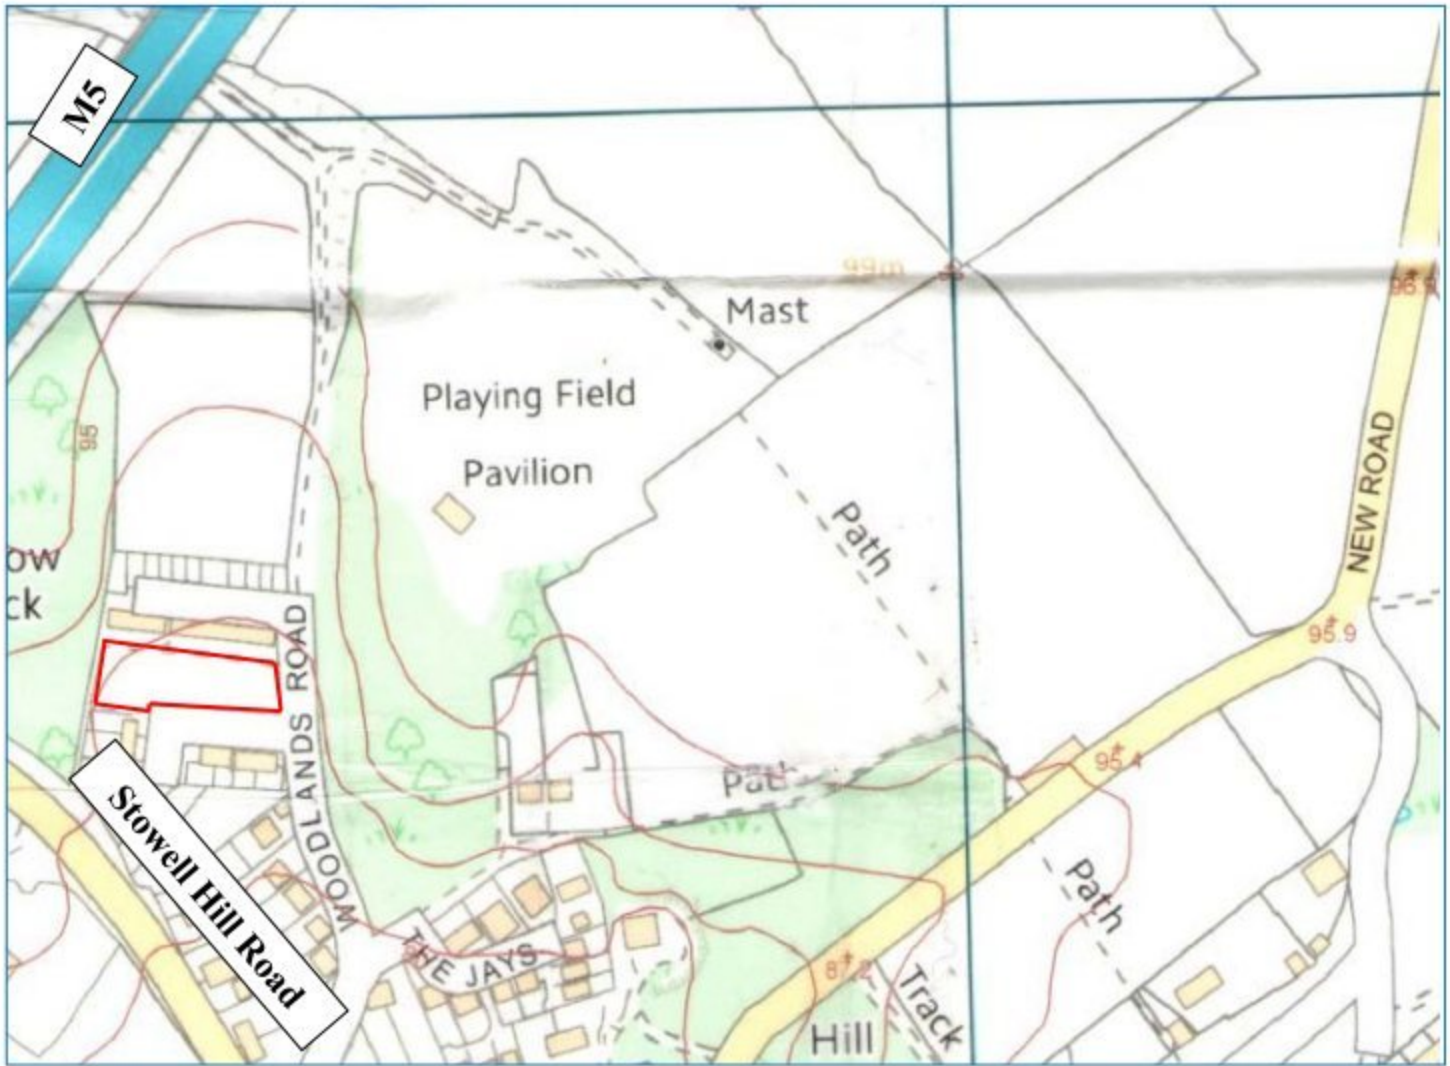 M5
99m
96.9
Mast
Playing Field
Pavilion
95
Path
NEW ROAD
ow
ck
95.9
WOODLANDS ROAD
95.4
Path
Stowell Hill Road
Path
THE JAYS
87.2
Track
Hill